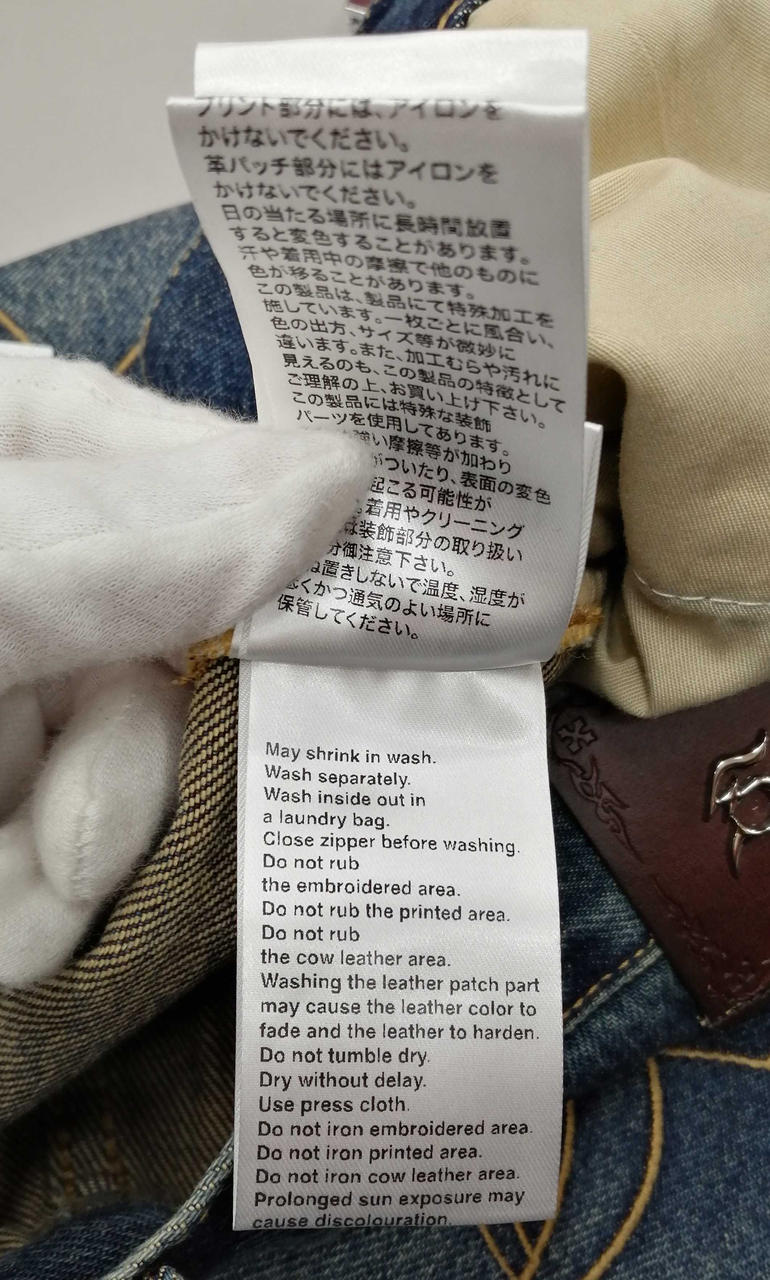 プリント部分には、アイロンを
かけないでください。
革パッチ部分にはアイロンを
かけないでください。
日の当たる場所に長時間放置
すると変色することがあります。
汗や着用中の摩擦で他のものに
色が移ることがあります。
この製品は、製品にて特殊加工を
施しています。一枚ごとに風合い、
色の出方、サイズ等が微妙に
違います。また、加工むらや汚れに
見えるのも、この製品の特徴として
ご理解の上、お買い上げ下さい。
この製品には特殊な装飾
パーツを使用してあります。
強い摩擦等が加わり
がついたり、表面の変色
起こる可能性が
着用やクリーニング
は装飾部分の取り扱い
分御注意下さい。
ね置きしないで温度、湿度が
くかつ通気のよい場所に
保管してください。
May shrink in wash.
Wash separately.
Wash inside out in
a laundry bag.
Close zipper before washing.
Do not rub
the embroidered area.
Do not rub the printed area.
Do not rub
the cow leather area.
Washing the leather patch part
may cause the leather color to
fade and the leather to harden.
Do not tumble dry.
Dry without delay.
Use press cloth.
Do not iron embroidered area.
Do not iron printed area.
Do not iron cow leather area.
Prolonged sun exposure may
cause discolouration.